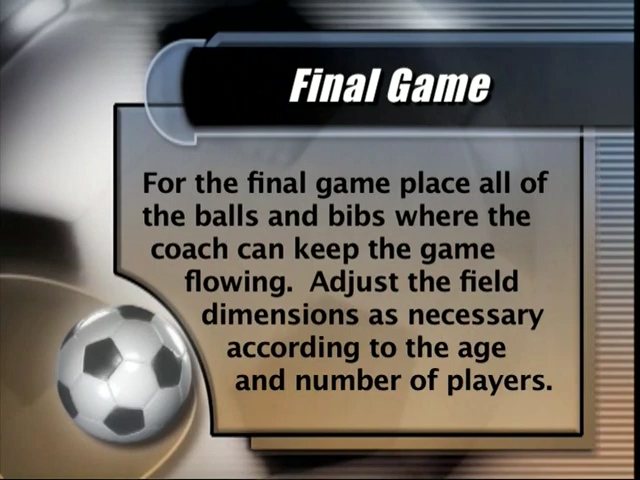 Final Game
For the final game place all of
the balls and bibs where the
coach can keep the game
flowing.  Adjust the field
dimensions as necessary
according to the age
and number of players.